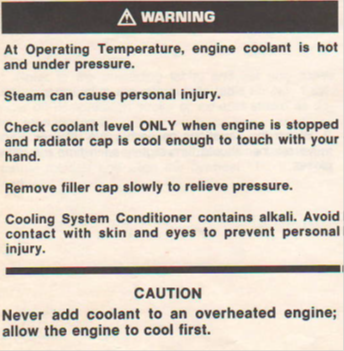 WARNING
At Operating Temperature, engine coolant is hot
and under pressure.
Steam can cause personal injury.
Check coolant level ONLY when engine is stopped
and radiator cap is cool enough to touch with your
hand.
Remove filler cap slowly to relieve pressure.
Cooling System Conditioner contains alkali. Avoid
contact with skin and eyes to prevent personal
injury.
CAUTION
Never add coolant to an overheated engine;
allow the engine to cool first.